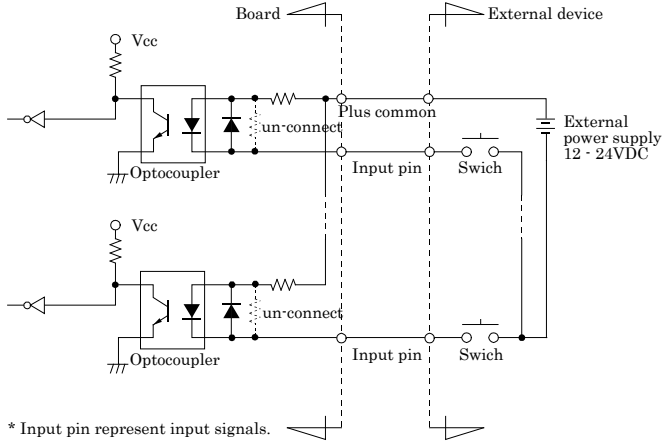 Board
External device
Vcc
Plus common
un-connect
External
power supply
12 - 24VDC
Input pin
Swich
Optocoupler
Vcc
un-connect
Input pin
Swich
Optocoupler
* Input pin represent input signals.